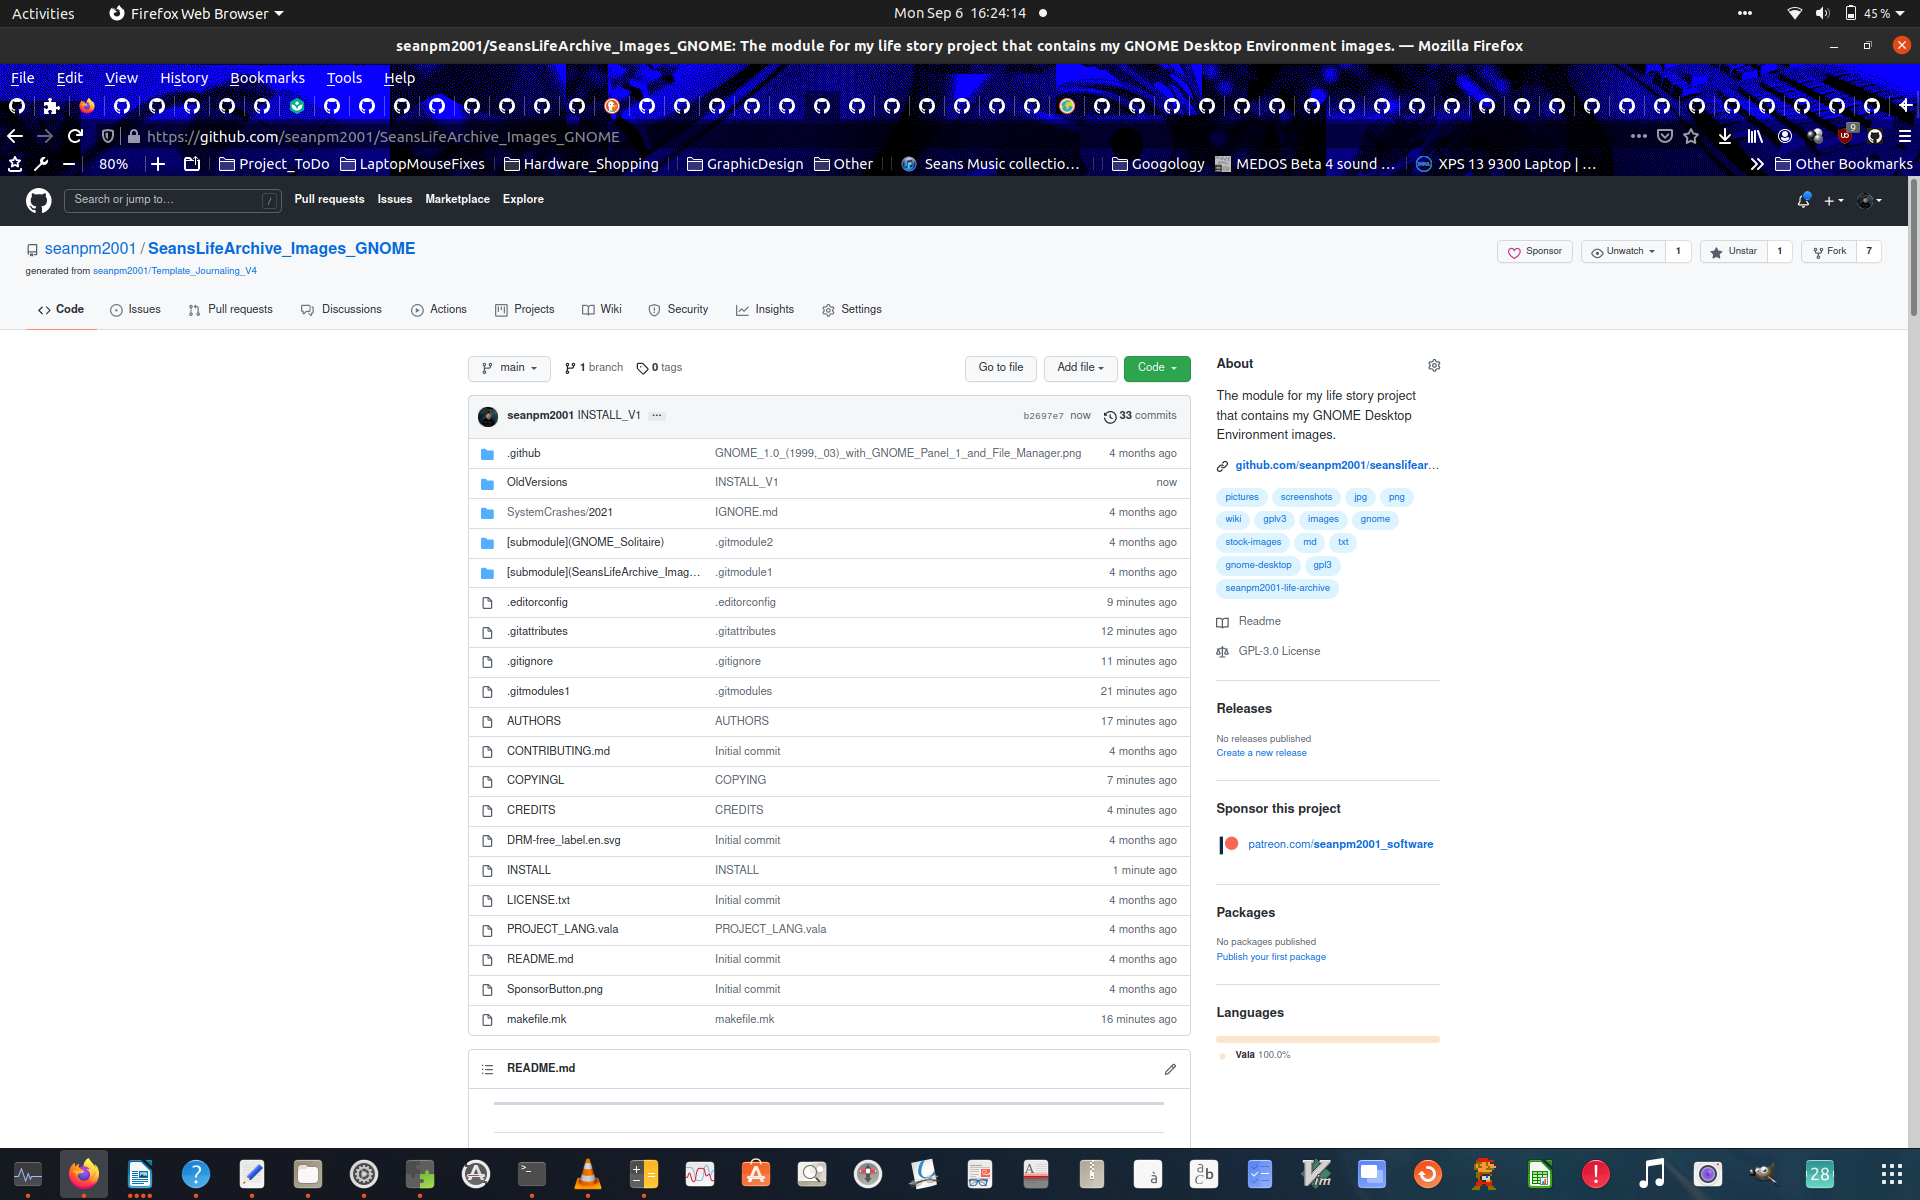 Activities Firefox Web Browser Mon Sep 6 16:24:14 45 %
seanpm2001/SeansLifeArchive_Images_GNOME: The module for my life story project that contains my GNOME Desktop Environment images. — Mozilla Firefox
File Edit View History Bookmarks Tools Help
https://github.com/seanpm2001/SeansLifeArchive_Images_GNOME 9
80% Project_ToDo LaptopMouseFixes Hardware_Shopping GraphicDesign Other Seans Music collectio… Googology MEDOS Beta 4 sound … XPS 13 9300 Laptop | … Other Bookmarks
Search or jump to… / Pull requests Issues Marketplace Explore
seanpm2001 / SeansLifeArchive_Images_GNOME Sponsor Unwatch 1 Unstar 1 Fork 7
generated from seanpm2001/Template_Journaling_V4
Code Issues Pull requests Discussions Actions Projects Wiki Security Insights Settings
main 1 branch 0 tags Go to file Add file Code
seanpm2001 INSTALL_V1 ... b2697e7 now 33 commits
.github GNOME_1.0_(1999,_03)_with_GNOME_Panel_1_and_File_Manager.png 4 months ago
OldVersions INSTALL_V1 now
SystemCrashes/2021 IGNORE.md 4 months ago
[submodule](GNOME_Solitaire) .gitmodule2 4 months ago
[submodule](SeansLifeArchive_Imag… .gitmodule1 4 months ago
.editorconfig .editorconfig 9 minutes ago
.gitattributes .gitattributes 12 minutes ago
.gitignore .gitignore 11 minutes ago
.gitmodules1 .gitmodules 21 minutes ago
AUTHORS AUTHORS 17 minutes ago
CONTRIBUTING.md Initial commit 4 months ago
COPYINGL COPYING 7 minutes ago
CREDITS CREDITS 4 minutes ago
DRM-free_label.en.svg Initial commit 4 months ago
INSTALL INSTALL 1 minute ago
LICENSE.txt Initial commit 4 months ago
PROJECT_LANG.vala PROJECT_LANG.vala 4 months ago
README.md Initial commit 4 months ago
SponsorButton.png Initial commit 4 months ago
makefile.mk makefile.mk 16 minutes ago
README.md
About
The module for my life story project
that contains my GNOME Desktop
Environment images.
github.com/seanpm2001/seanslifear…
pictures screenshots jpg png
wiki gplv3 images gnome
stock-images md txt
gnome-desktop gpl3
seanpm2001-life-archive
Readme
GPL-3.0 License
Releases
No releases published
Create a new release
Sponsor this project
patreon.com/seanpm2001_software
Packages
No packages published
Publish your first package
Languages
Vala 100.0%
28